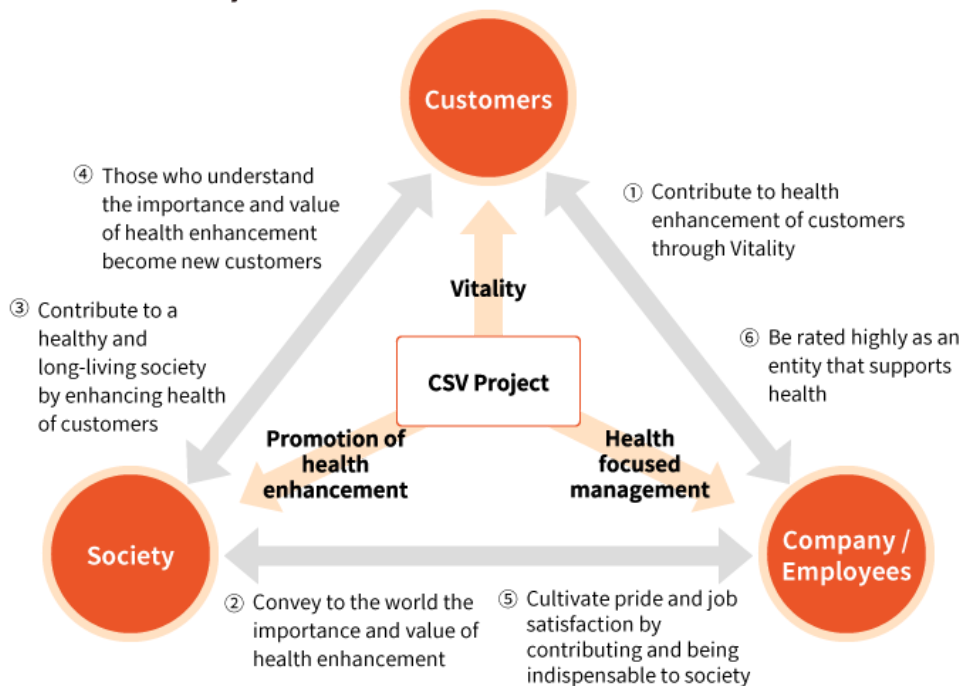 Customers
④ Those who understand
the importance and value
of health enhancement
become new customers
① Contribute to health
enhancement of customers
through Vitality
Vitality
③ Contribute to a
healthy and
long-living society
by enhancing health
of customers
⑥ Be rated highly as an
entity that supports
health
CSV Project
Promotion of
health
enhancement
Health
focused
management
Society
Company /
Employees
② Convey to the world the
importance and value of
health enhancement
⑤ Cultivate pride and job
satisfaction by
contributing and being
indispensable to society